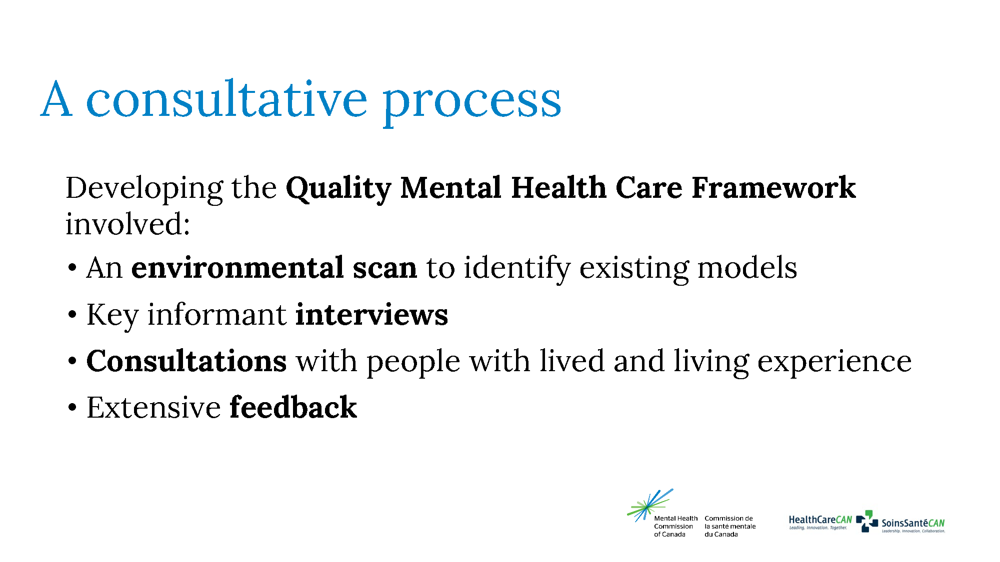 A consultative process
Developing the Quality Mental Health Care Framework
involved:
• An environmental scan to identify existing models
• Key informant interviews
• Consultations with people with lived and living experience
• Extensive feedback
Mental Health Commission de
Commission la santé mentale
of Canada du Canada
HealthCareCAN
Leading. Innovation. Together.
SoinsSantéCAN
Leadership. Innovation. Collaboration.